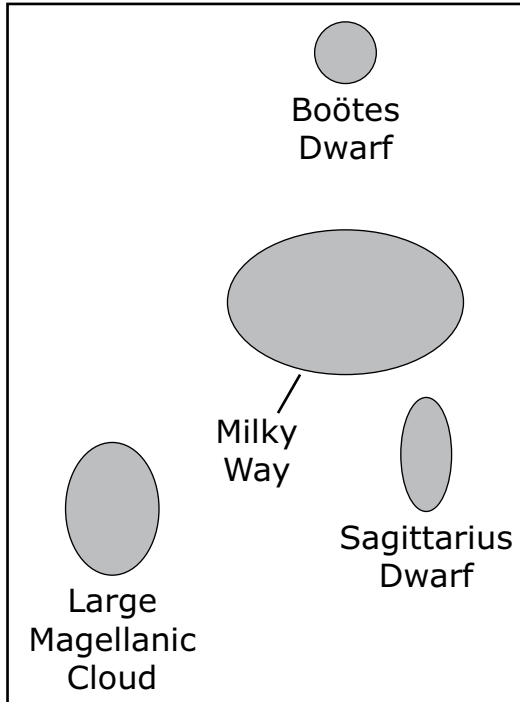 Boötes
Dwarf
Milky
Way
Sagittarius
Dwarf
Large
Magellanic
Cloud